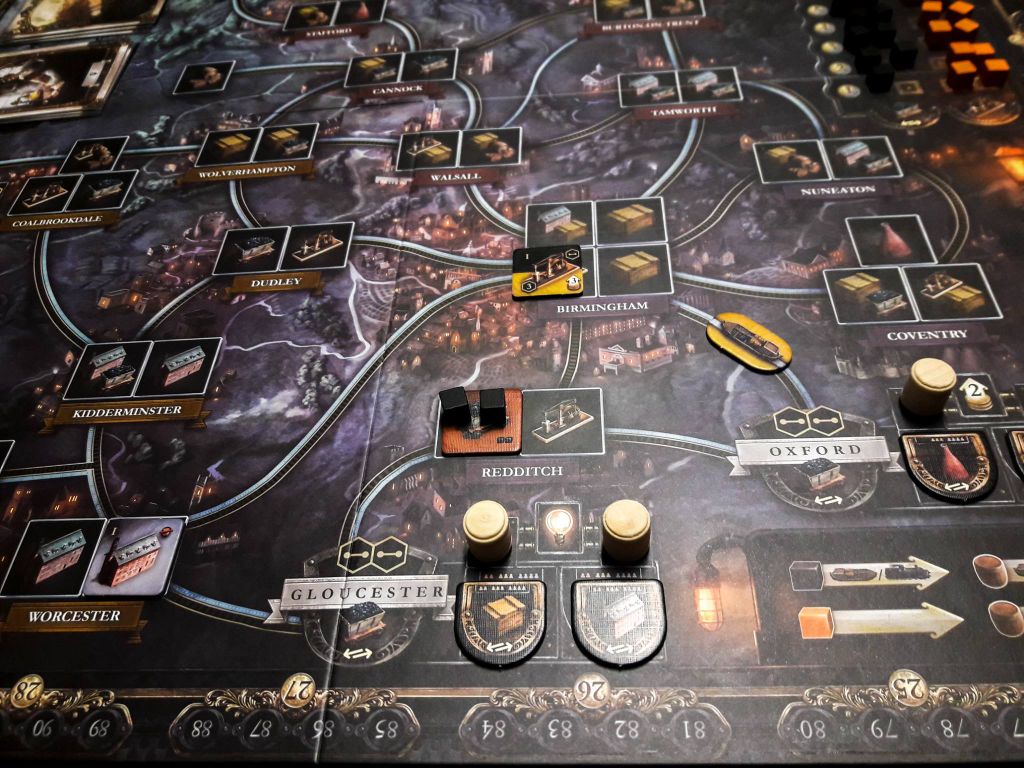 STAFFORD
BURTON-ON-TRENT
CANNOCK
TAMWORTH
WOLVERHAMPTON
WALSALL
NUNEATON
COALBROOKDALE
DUDLEY
I
3
BIRMINGHAM
COVENTRY
KIDDERMINSTER
2
OXFORD
REDDITCH
GLOUCESTER
WORCESTER
28
27
26
25
90
89
88
87
86
85
84
83
82
81
80
79
78